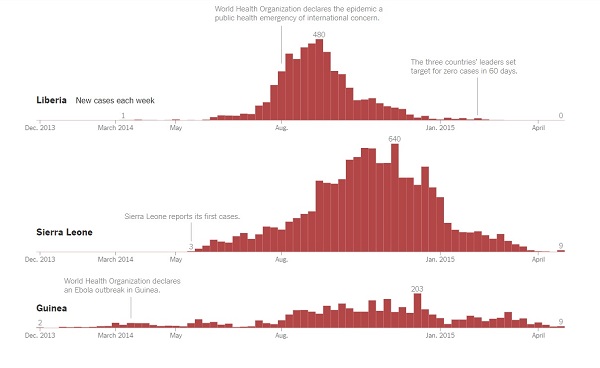 World Health Organization declares the epidemic a
public health emergency of international concern.
480
The three countries' leaders set
target for zero cases in 60 days.
Liberia New cases each week
1
0
Dec. 2013 March 2014 May Aug. Jan. 2015 April
640
Sierra Leone reports its first cases.
Sierra Leone
3
9
Dec. 2013 March 2014 May Aug. Jan. 2015 April
World Health Organization declares
an Ebola outbreak in Guinea.
203
Guinea
2
9
Dec. 2013 March 2014 May Aug. Jan. 2015 April